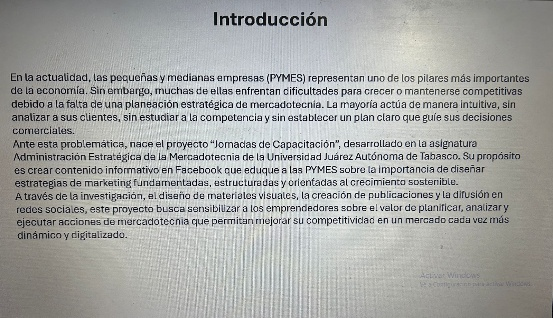 Introducción
En la actualidad, las pequeñas y medianas empresas (PYMES) representan uno de los pilares más importantes
de la economía. Sin embargo, muchas de ellas enfrentan dificultades para crecer o mantenerse competitivas
debido a la falta de una planeación estratégica de mercadotecnia. La mayoría actúa de manera intuitiva, sin
analizar a sus clientes, sin estudiar a la competencia y sin establecer un plan claro que guíe sus decisiones
comerciales.
Ante esta problemática, nace el proyecto "Jornadas de Capacitación", desarrollado en la asignatura
Administración Estratégica de la Mercadotecnia de la Universidad Juárez Autónoma de Tabasco. Su propósito
es crear contenido informativo en Facebook que eduque a las PYMES sobre la importancia de diseñar
estrategias de marketing fundamentadas, estructuradas y orientadas al crecimiento sostenible.
A través de la investigación, el diseño de materiales visuales, la creación de publicaciones y la difusión en
redes sociales, este proyecto busca sensibilizar a los emprendedores sobre el valor de planificar, analizar y
ejecutar acciones de mercadotecnia que permitan mejorar su competitividad en un mercado cada vez más
dinámico y digitalizado.
Activar Windows